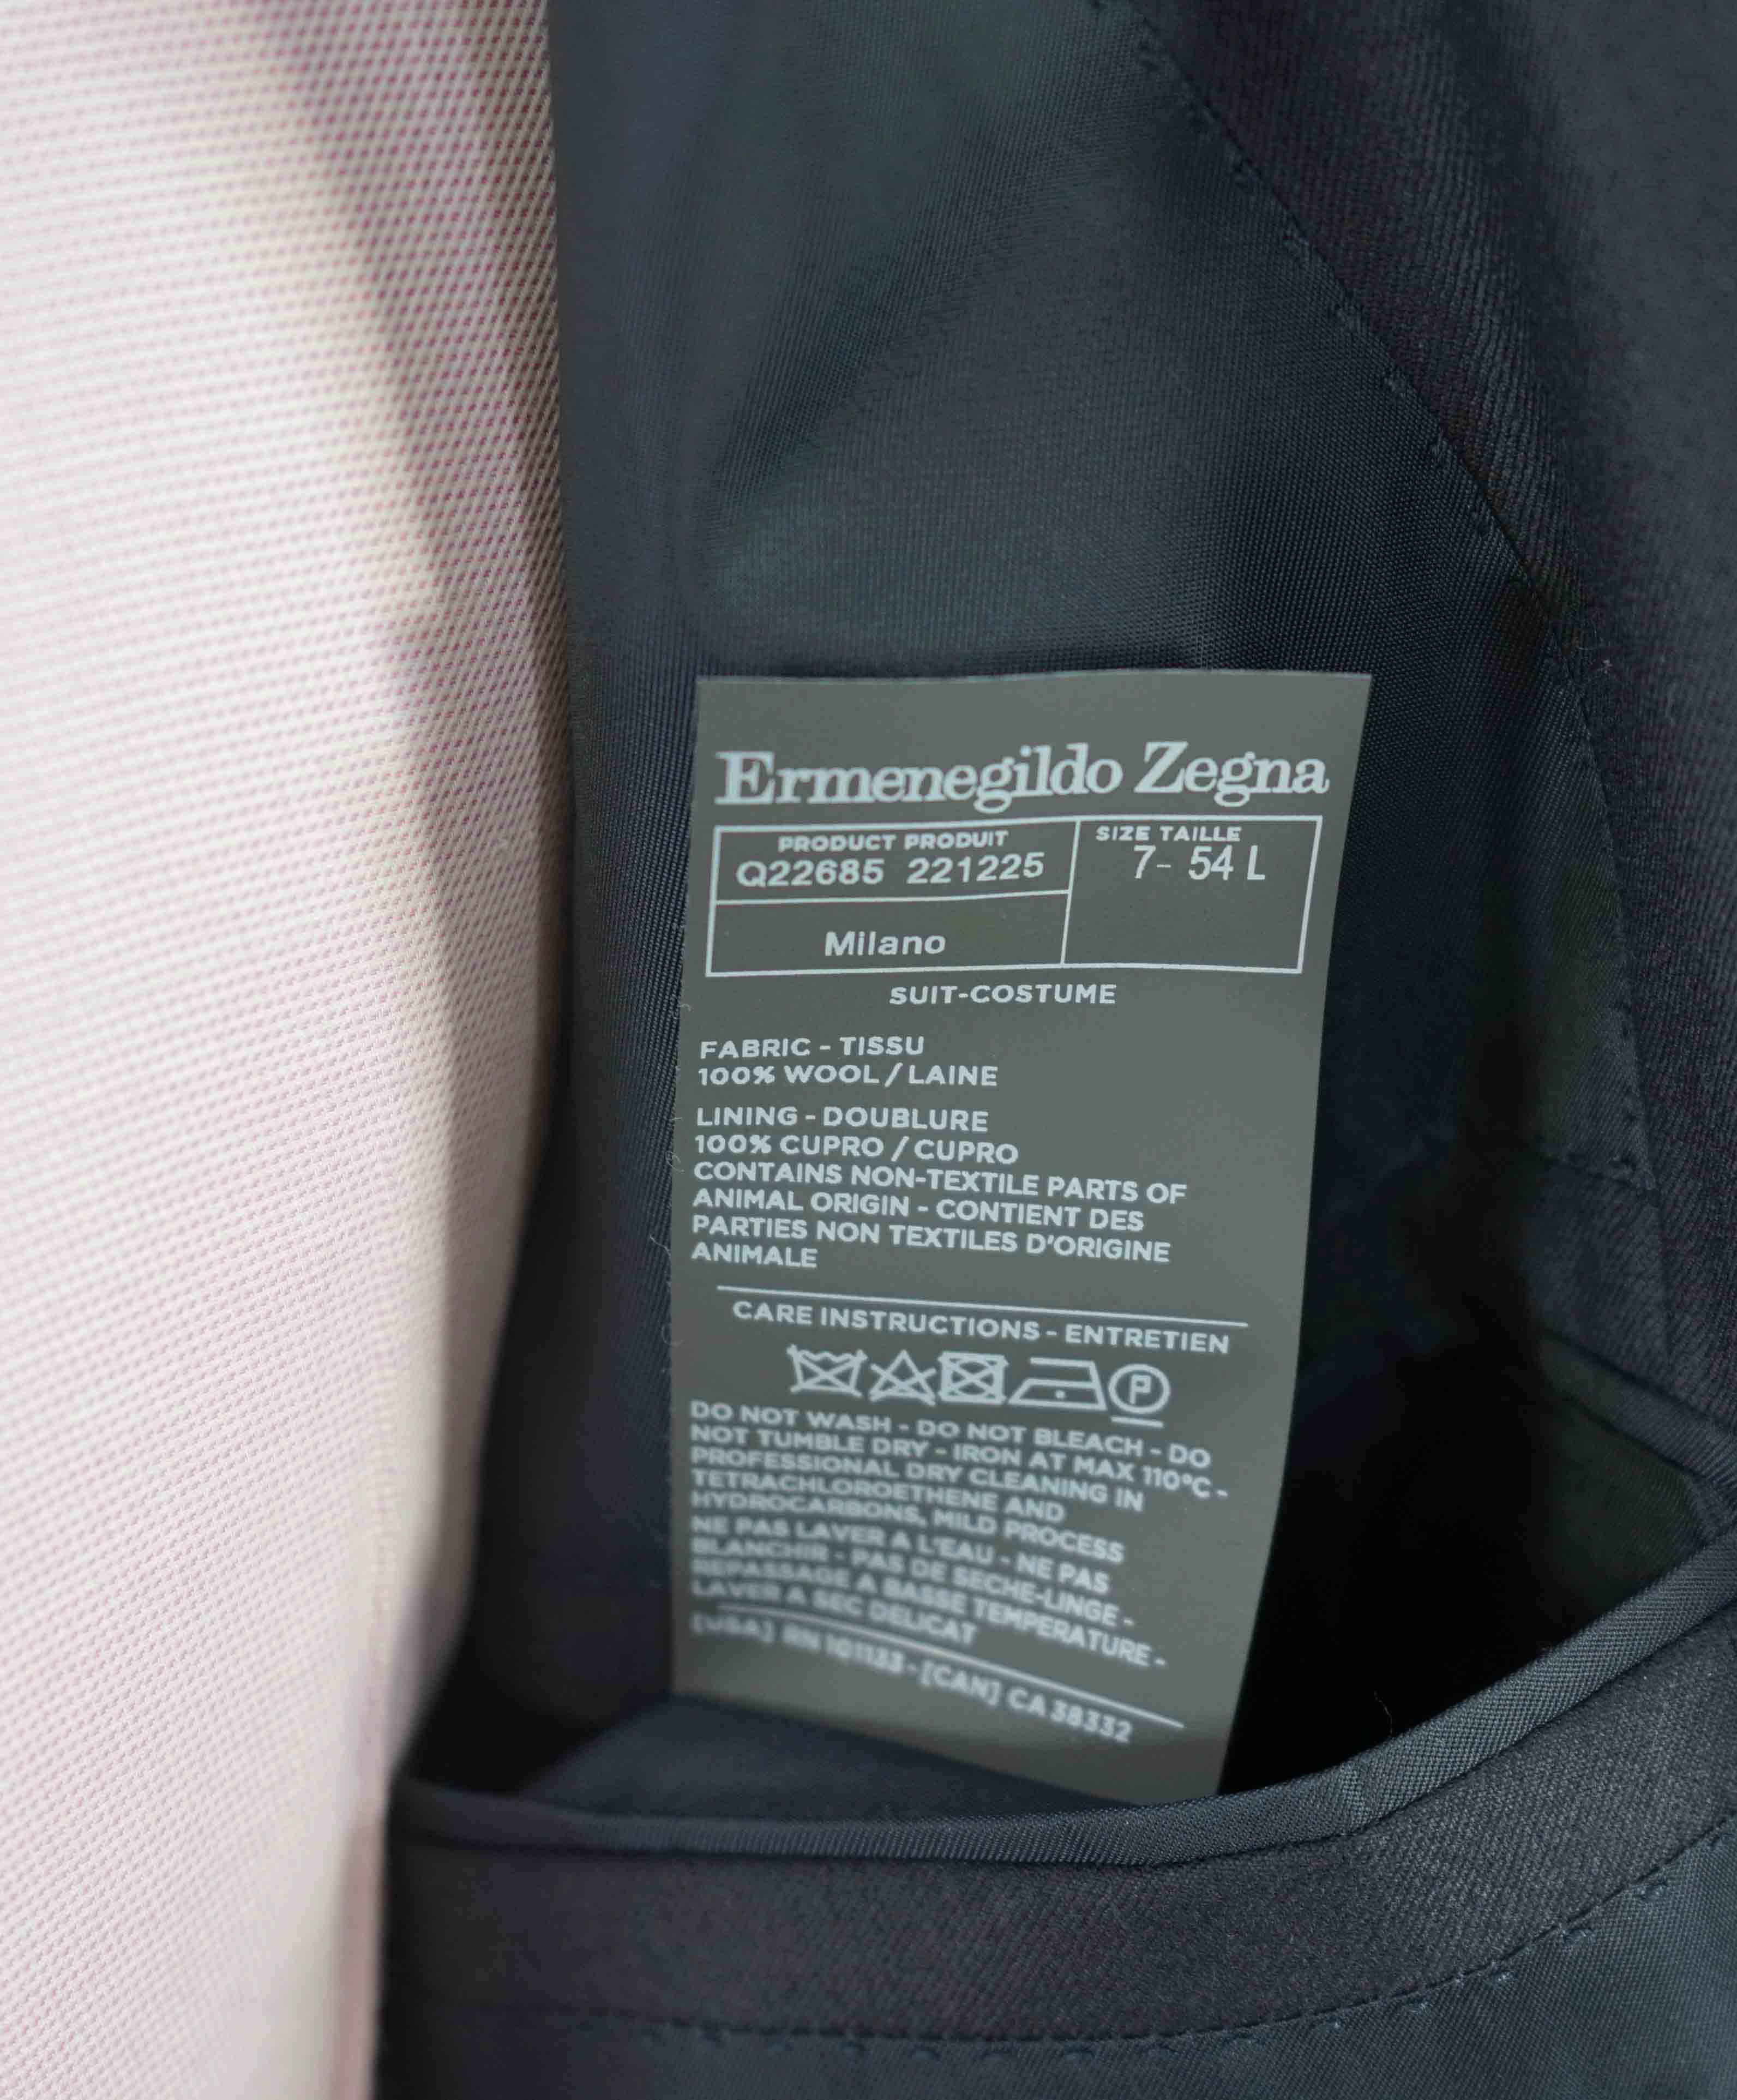 Ermenegildo Zegna
PRODUCT PRODUIT
Q22685 221225
SIZE TAILLE
7- 54 L
Milano
SUIT-COSTUME
FABRIC - TISSU
100% WOOL / LAINE
LINING - DOUBLURE
100% CUPRO / CUPRO
CONTAINS NON-TEXTILE PARTS OF
ANIMAL ORIGIN - CONTIENT DES
PARTIES NON TEXTILES D'ORIGINE
ANIMALE
CARE INSTRUCTIONS - ENTRETIEN
P
DO NOT WASH - DO NOT BLEACH - DO
NOT TUMBLE DRY - IRON AT MAX 110°C -
PROFESSIONAL DRY CLEANING IN
TETRACHLOROETHENE AND
HYDROCARBONS, MILD PROCESS
NE PAS LAVER A L'EAU - NE PAS
BLANCHIR - PAS DE SECHE-LINGE -
REPASSAGE A BASSE TEMPERATURE -
LAVER A SEC DELICAT
[USA] RN 101133 - [CAN] CA 38332